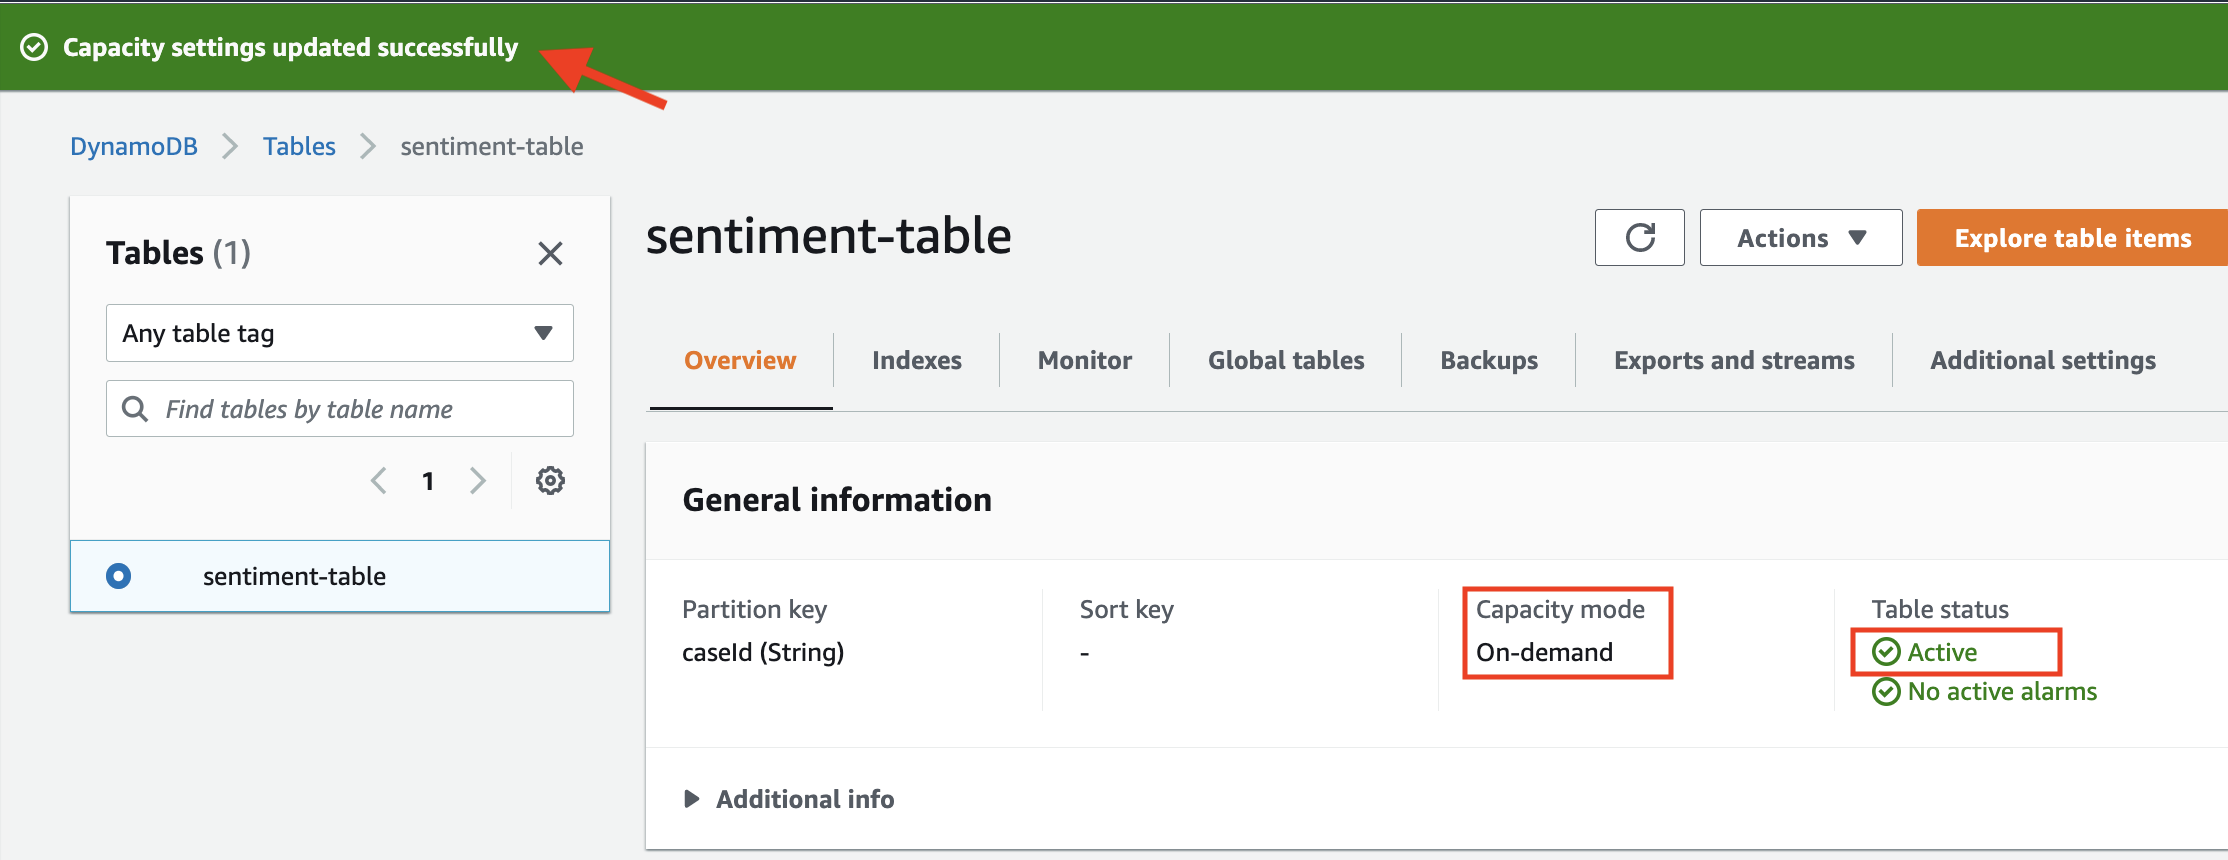 Capacity settings updated successfully
DynamoDB Tables sentiment-table
Tables (1)
Any table tag
Find tables by table name
1
sentiment-table
sentiment-table
Actions
Explore table items
Overview Indexes Monitor Global tables Backups Exports and streams Additional settings
General information
Partition key
caseId (String)
Sort key
-
Capacity mode
On-demand
Table status
Active
No active alarms
Additional info